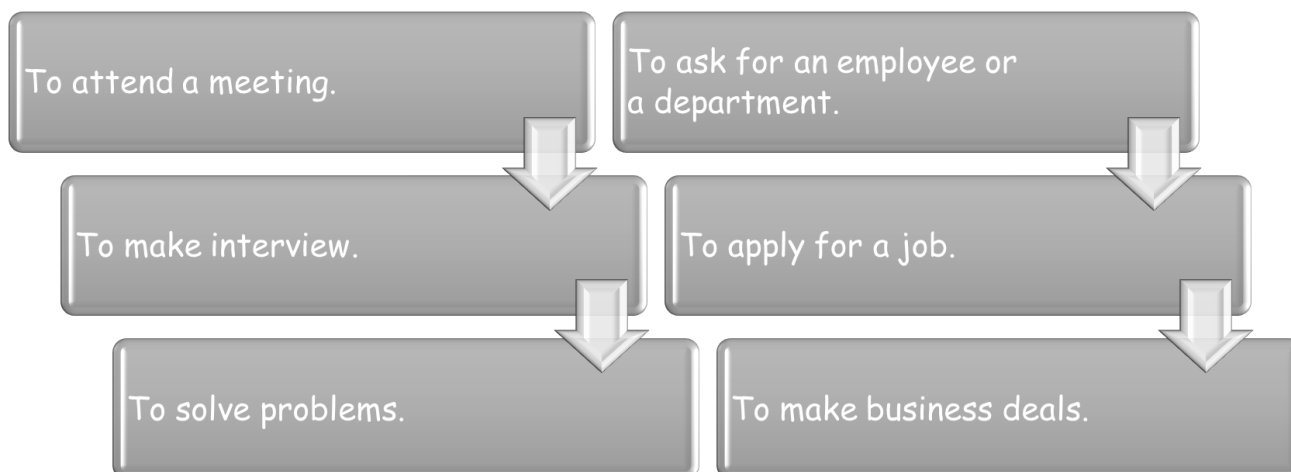 To attend a meeting.
To make interview.
To solve problems.
To ask for an employee or
a department.
To apply for a job.
To make business deals.